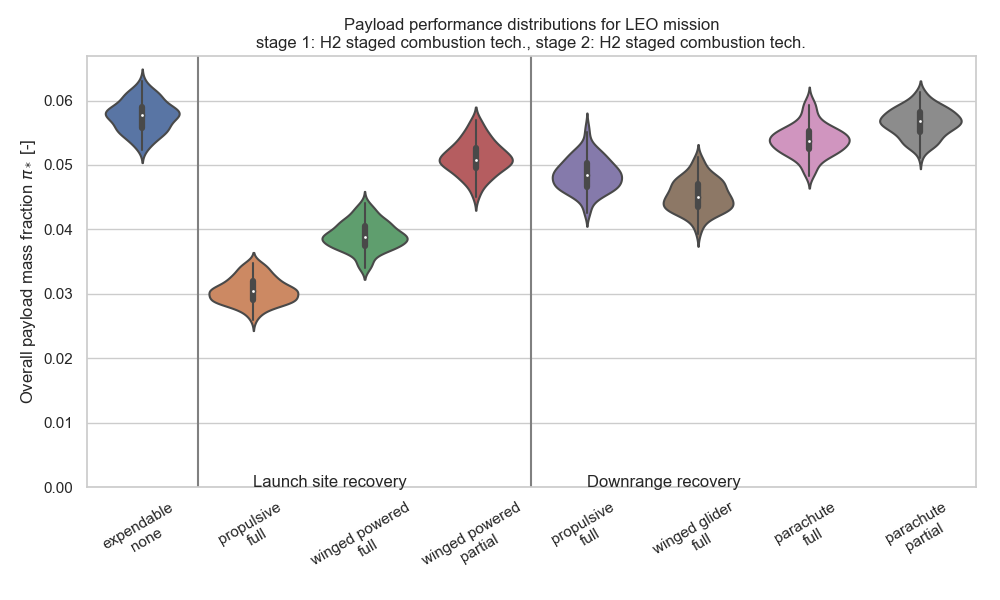 Payload performance distributions for LEO mission
stage 1: H2 staged combustion tech., stage 2: H2 staged combustion tech.
Overall payload mass fraction π* [-]
0.06
0.05
0.04
0.03
0.02
0.01
0.00
Launch site recovery
Downrange recovery
expendable
none
propulsive
full
winged powered
full
winged powered
partial
propulsive
full
winged glider
full
parachute
full
parachute
partial